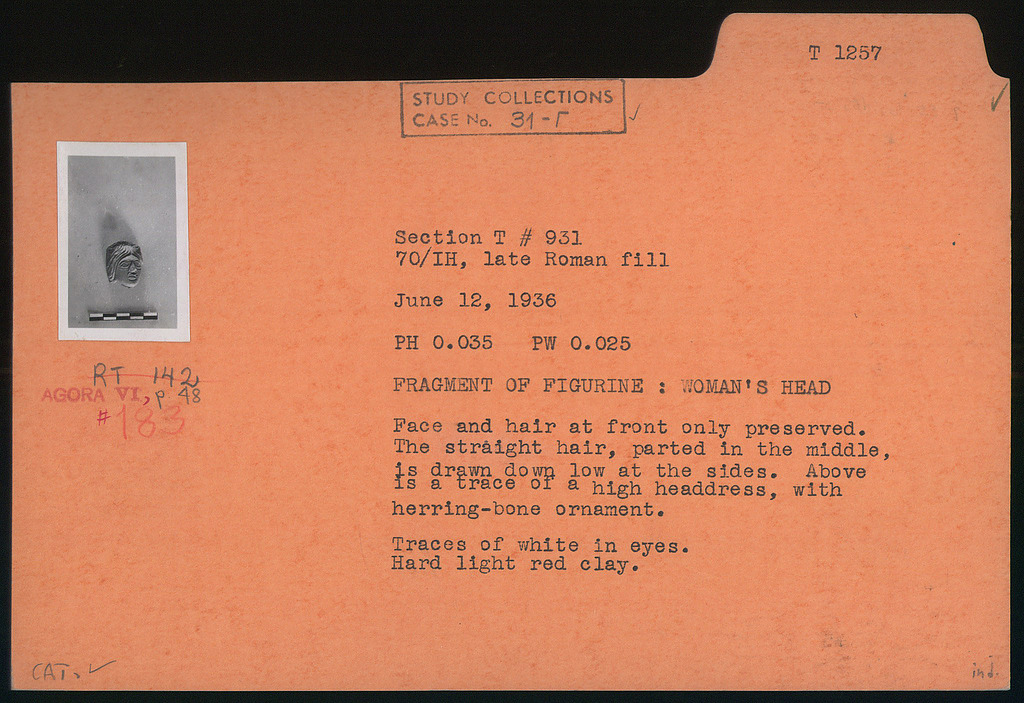 T 1257
STUDY COLLECTIONS
CASE No. 31-Γ
Section T # 931
70/IH, late Roman fill
June 12, 1936
PH 0.035 PW 0.025
FRAGMENT OF FIGURINE : WOMAN'S HEAD
Face and hair at front only preserved.
The straight hair, parted in the middle,
is drawn down low at the sides. Above
is a trace of a high headdress, with
herring-bone ornament.
Traces of white in eyes.
Hard light red clay.
RT 142
AGORA VI, p 48
#183
CAT. ✓
ind.